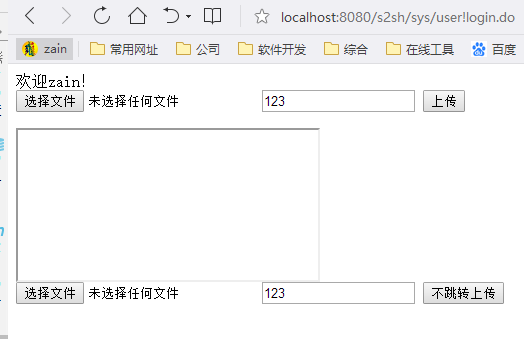 localhost:8080/s2sh/sys/user!login.do
zain 常用网址 公司 软件开发 综合 在线工具 百度
欢迎zain!
选择文件 未选择任何文件 123 上传
选择文件 未选择任何文件 123 不跳转上传